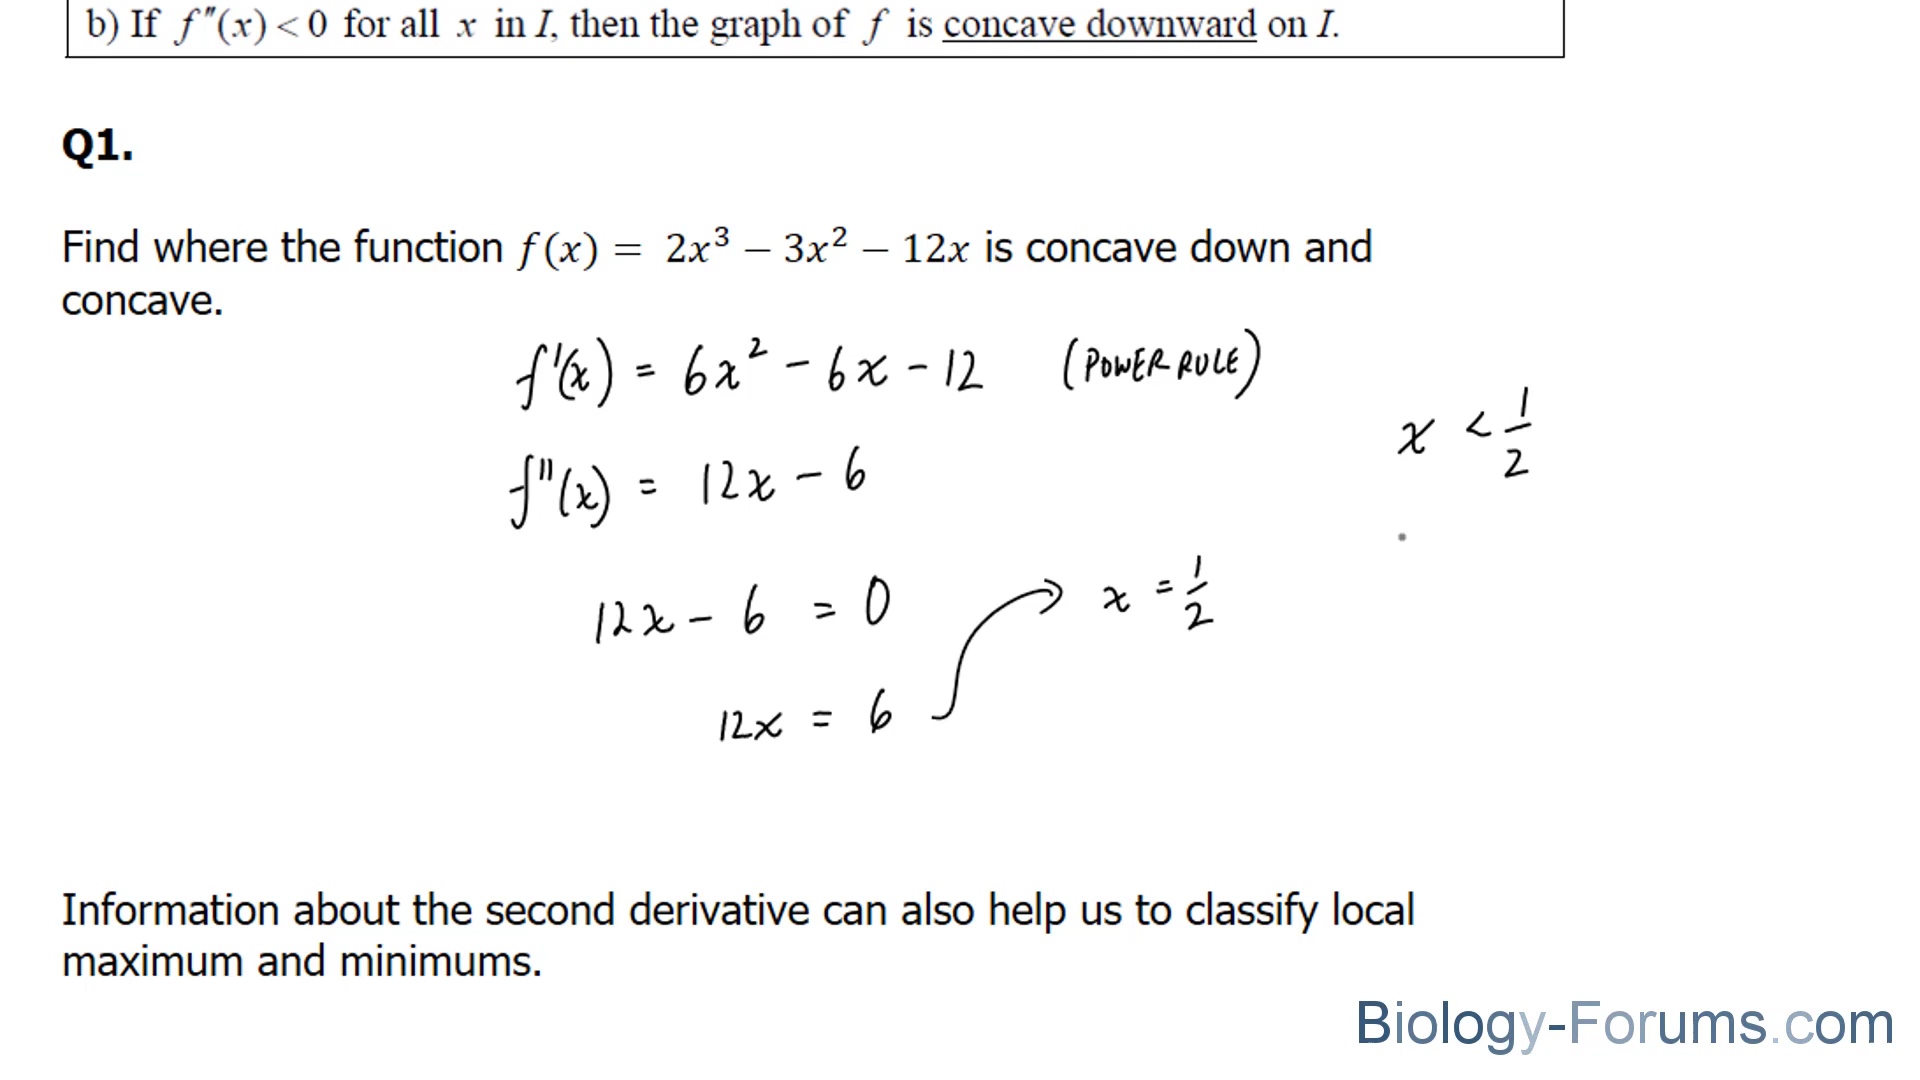 b) If f″(x) < 0 for all x in I, then the graph of f is concave downward on I.
Q1.
Find where the function f(x) = 2x³ − 3x² − 12x is concave down and
concave.
f'(x) = 6x² - 6x - 12 (POWER RULE)
x < 1/2
f"(x) = 12x - 6
12x - 6 = 0
x = 1/2
12x = 6
Information about the second derivative can also help us to classify local
maximum and minimums.
Biology-Forums.com